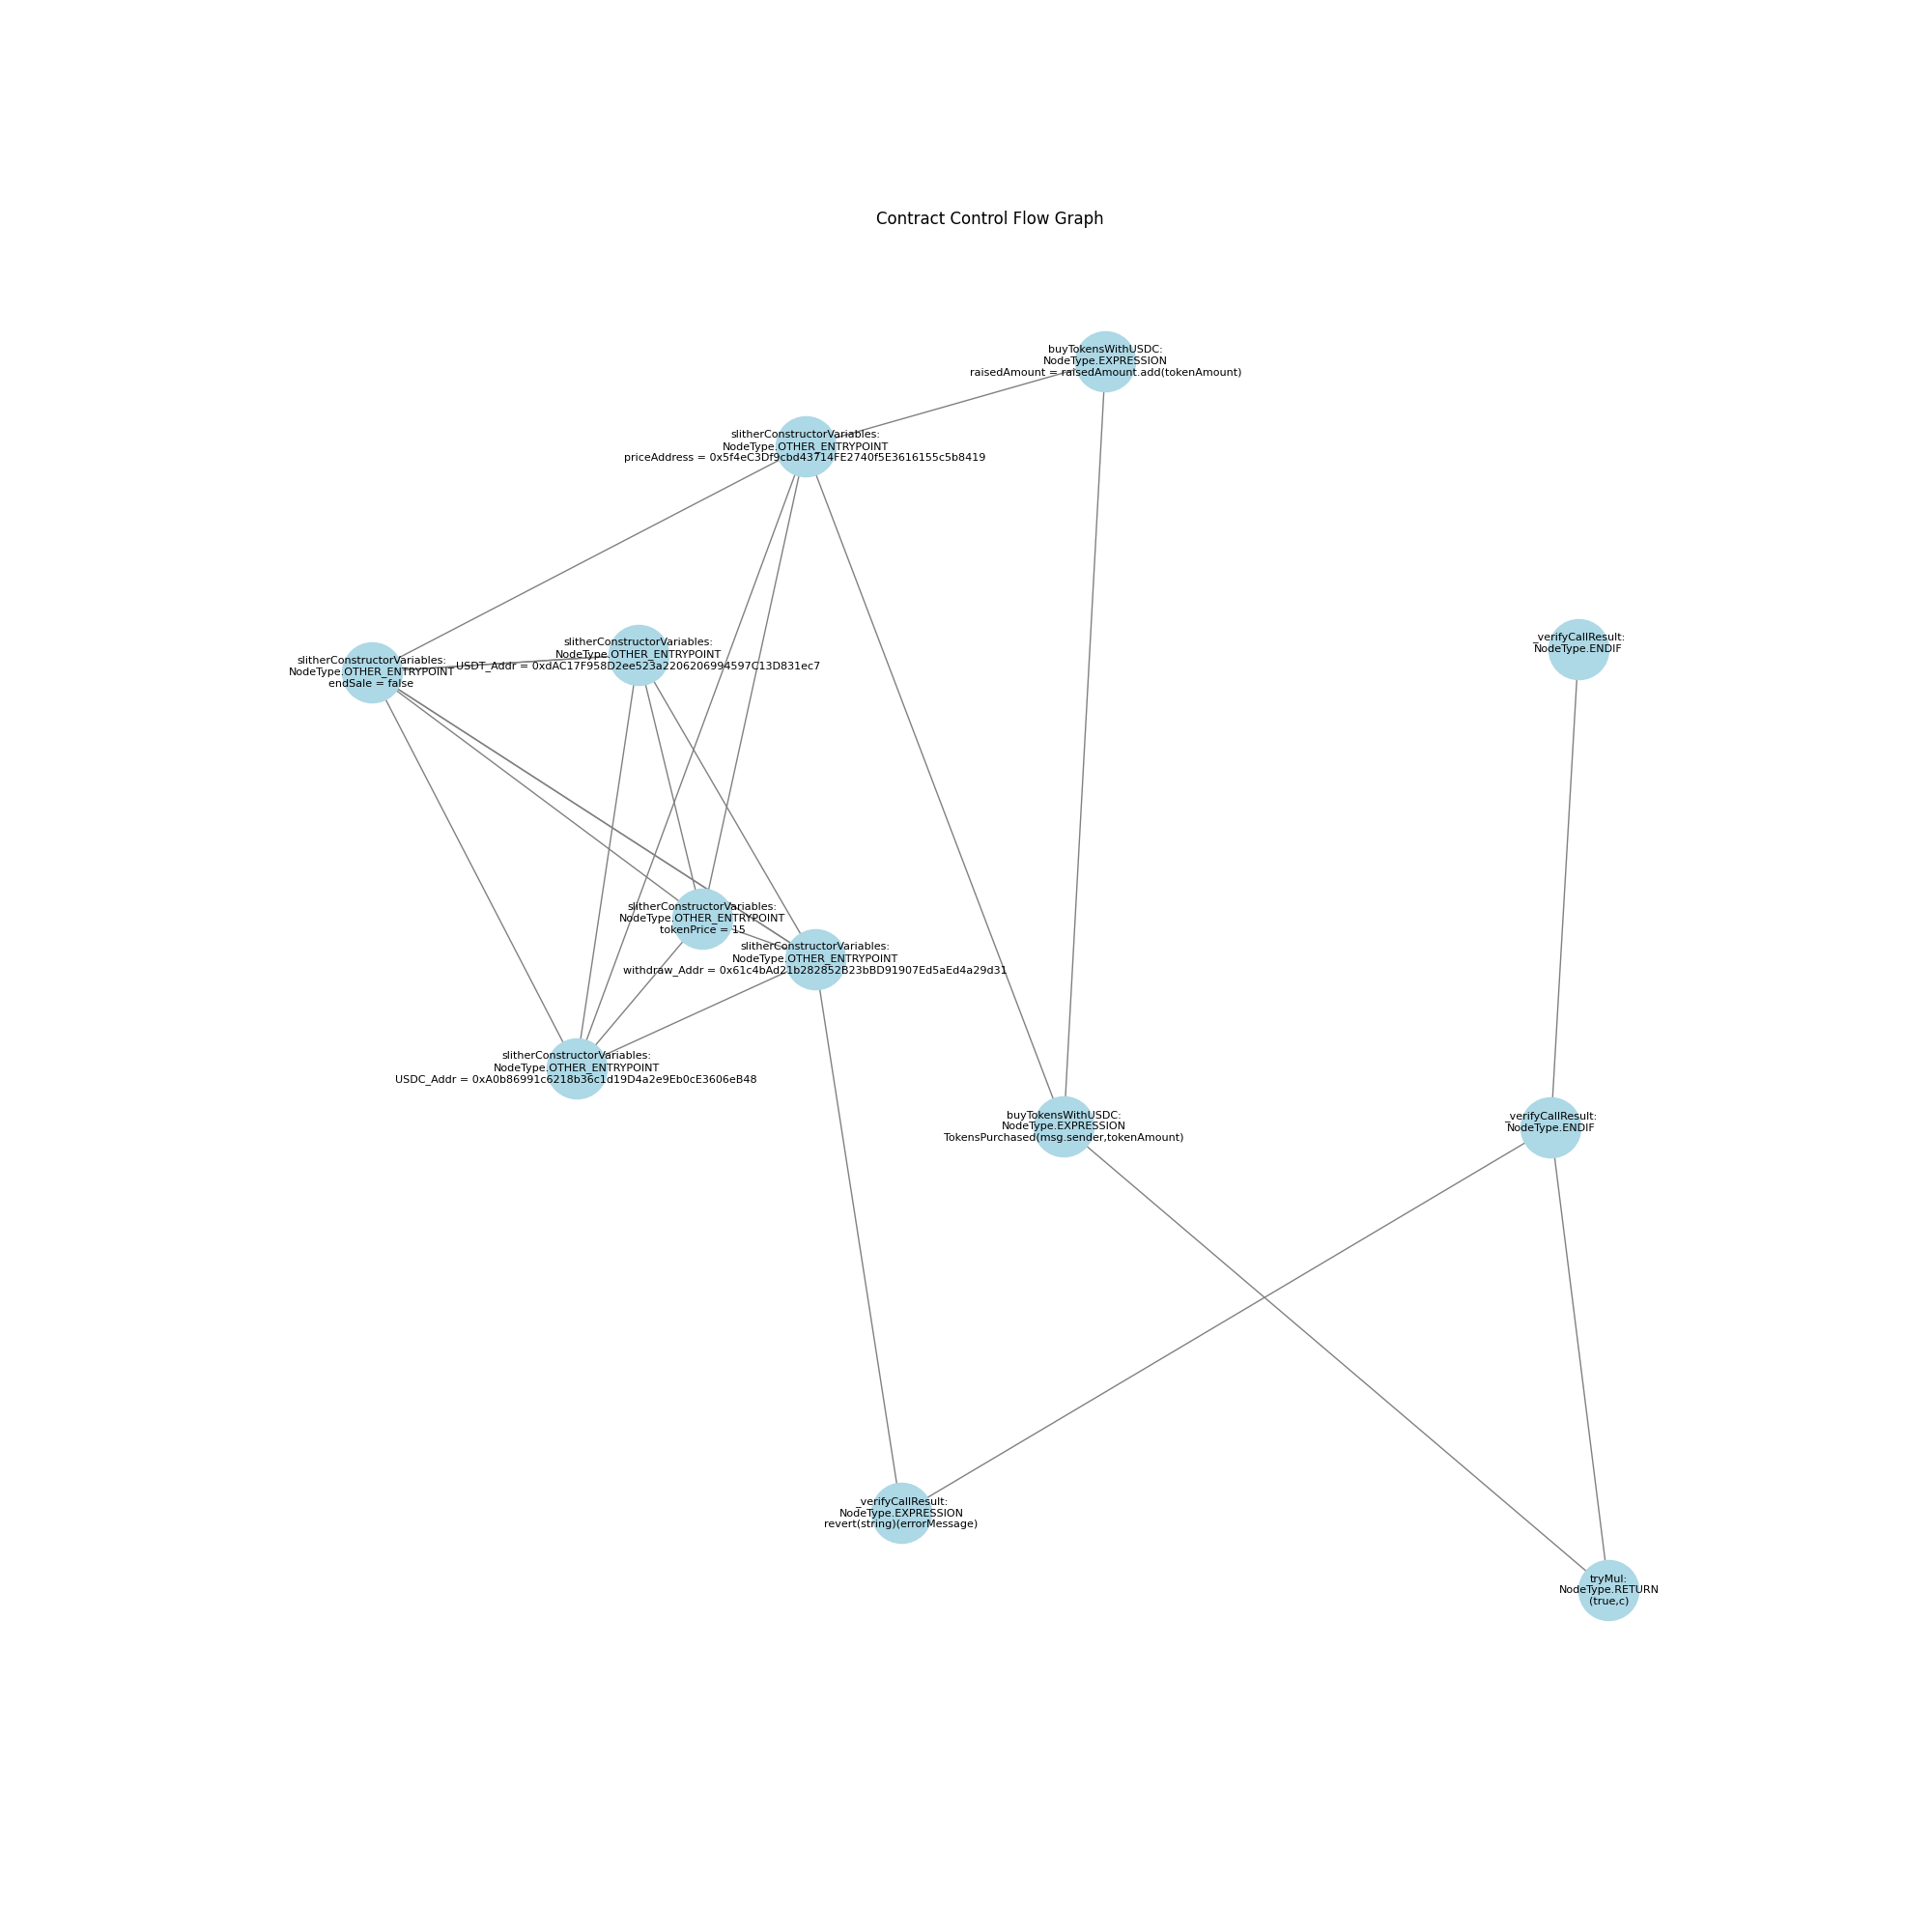 Contract Control Flow Graph
buyTokensWithUSDC:
NodeType.EXPRESSION
raisedAmount = raisedAmount.add(tokenAmount)
slitherConstructorVariables:
NodeType.OTHER_ENTRYPOINT
priceAddress = 0x5f4eC3Df9cbd43714FE2740f5E3616155c5b8419
_verifyCallResult:
NodeType.ENDIF
slitherConstructorVariables:
NodeType.OTHER_ENTRYPOINT
USDT_Addr = 0xdAC17F958D2ee523a2206206994597C13D831ec7
slitherConstructorVariables:
NodeType.OTHER_ENTRYPOINT
endSale = false
slitherConstructorVariables:
NodeType.OTHER_ENTRYPOINT
tokenPrice = 15
slitherConstructorVariables:
NodeType.OTHER_ENTRYPOINT
withdraw_Addr = 0x61c4bAd21b282852B23bBD91907Ed5aEd4a29d31
slitherConstructorVariables:
NodeType.OTHER_ENTRYPOINT
USDC_Addr = 0xA0b86991c6218b36c1d19D4a2e9Eb0cE3606eB48
buyTokensWithUSDC:
NodeType.EXPRESSION
TokensPurchased(msg.sender,tokenAmount)
_verifyCallResult:
NodeType.ENDIF
_verifyCallResult:
NodeType.EXPRESSION
revert(string)(errorMessage)
tryMul:
NodeType.RETURN
(true,c)